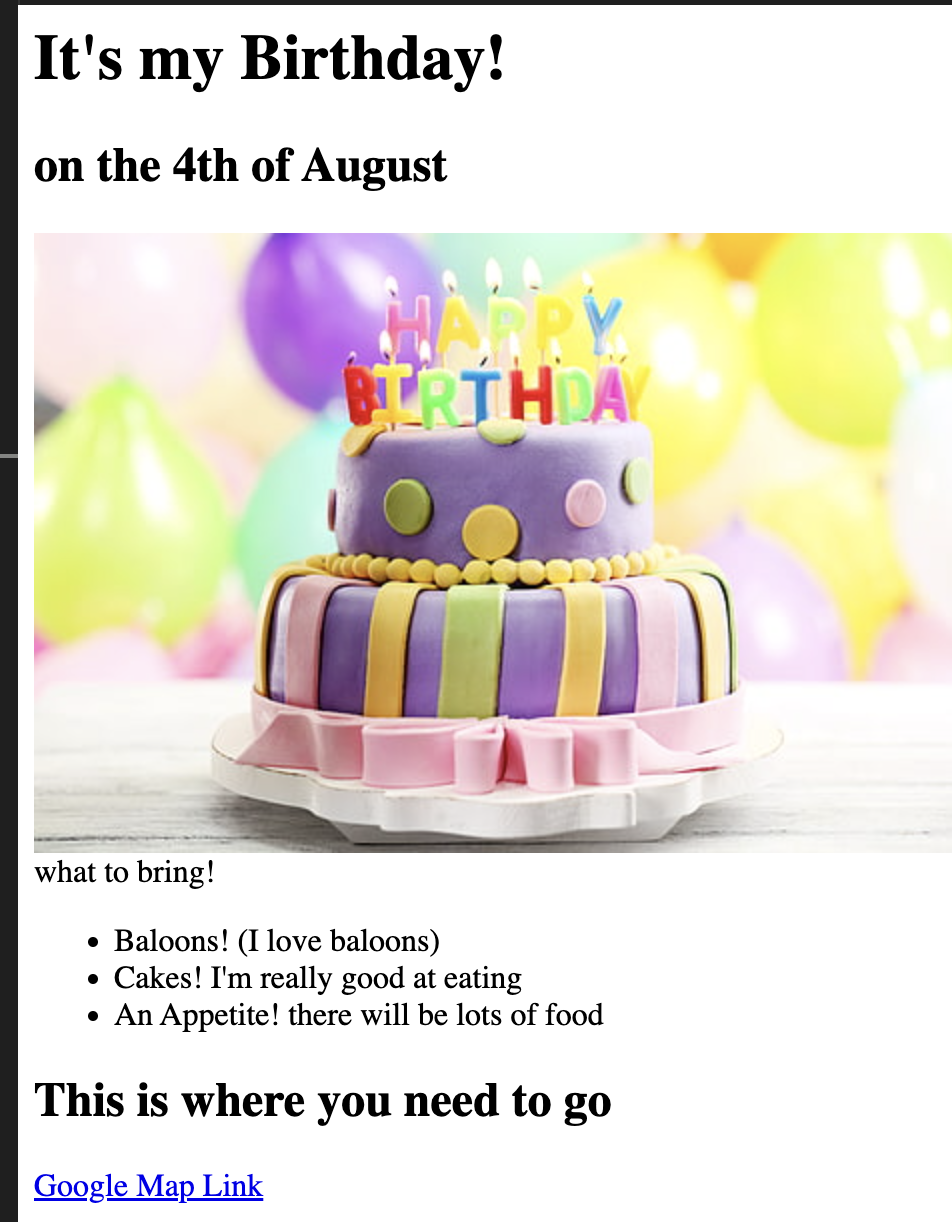 It's my Birthday!
on the 4th of August
HAPPY
BIRTHDAY
what to bring!
Baloons! (I love baloons)
Cakes! I'm really good at eating
An Appetite! there will be lots of food
This is where you need to go
Google Map Link